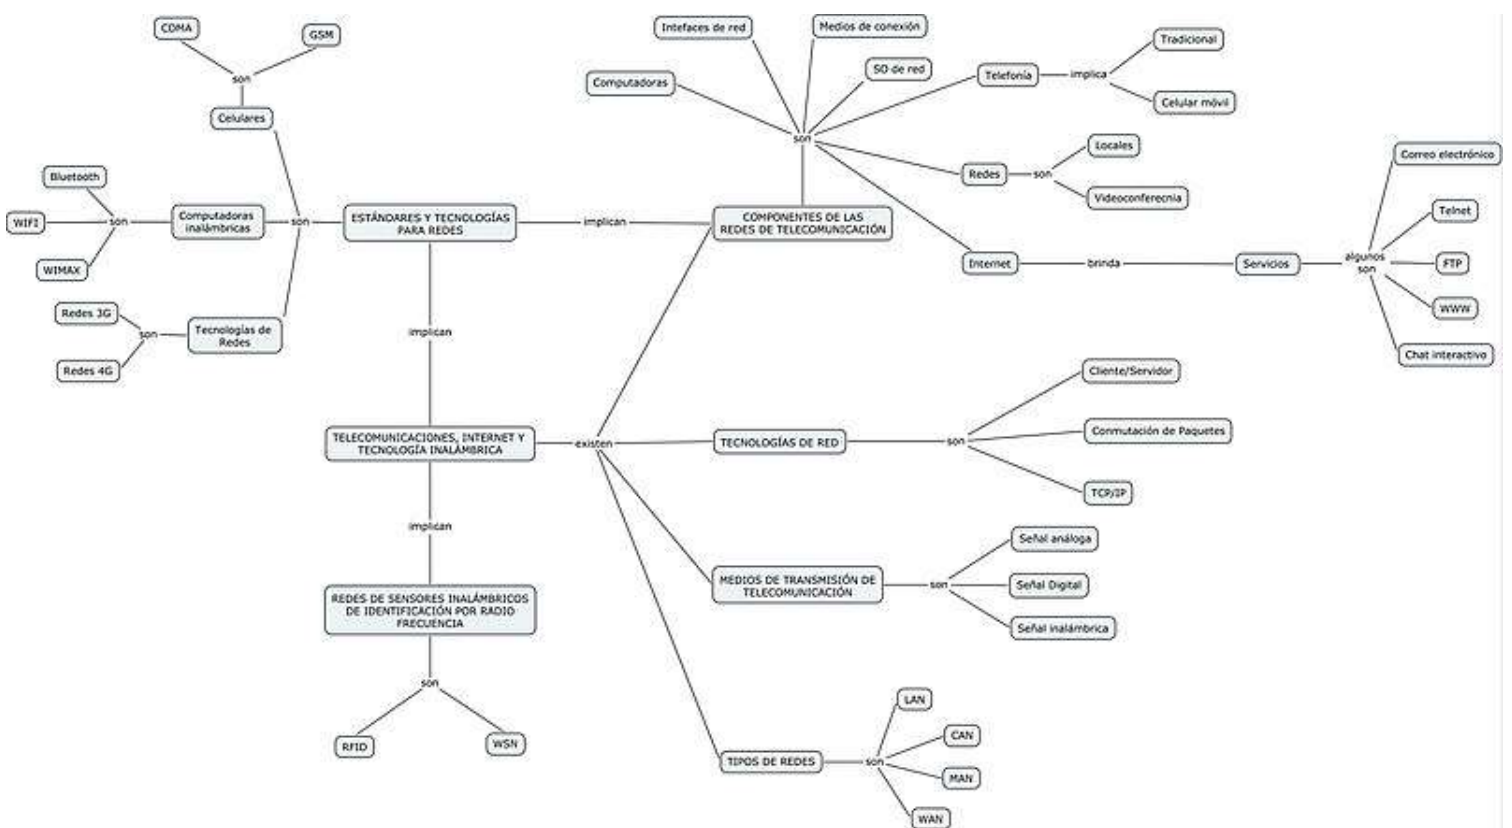 CDMA
GSM
son
Celulares
Bluetooth
WIFI
WIMAX
son
Computadoras
inalámbricas
son
Redes 3G
Redes 4G
son
Tecnologías de
Redes
ESTÁNDARES Y TECNOLOGÍAS
PARA REDES
implican
COMPONENTES DE LAS
REDES DE TELECOMUNICACIÓN
son
Computadoras
Intefaces de red
Medios de conexión
SO de red
Telefonía
implica
Tradicional
Celular móvil
Redes
son
Locales
Videoconferecnia
Internet
brinda
Servicios
algunos
son
Correo electrónico
Telnet
FTP
WWW
Chat interactivo
implican
TELECOMUNICACIONES, INTERNET Y
TECNOLOGÍA INALÁMBRICA
existen
TECNOLOGÍAS DE RED
son
Cliente/Servidor
Conmutación de Paquetes
TCP/IP
MEDIOS DE TRANSMISIÓN DE
TELECOMUNICACIÓN
son
Señal análoga
Señal Digital
Señal inalámbrica
TIPOS DE REDES
son
LAN
CAN
MAN
WAN
implican
REDES DE SENSORES INALÁMBRICOS
DE IDENTIFICACIÓN POR RADIO
FRECUENCIA
son
RFID
WSN